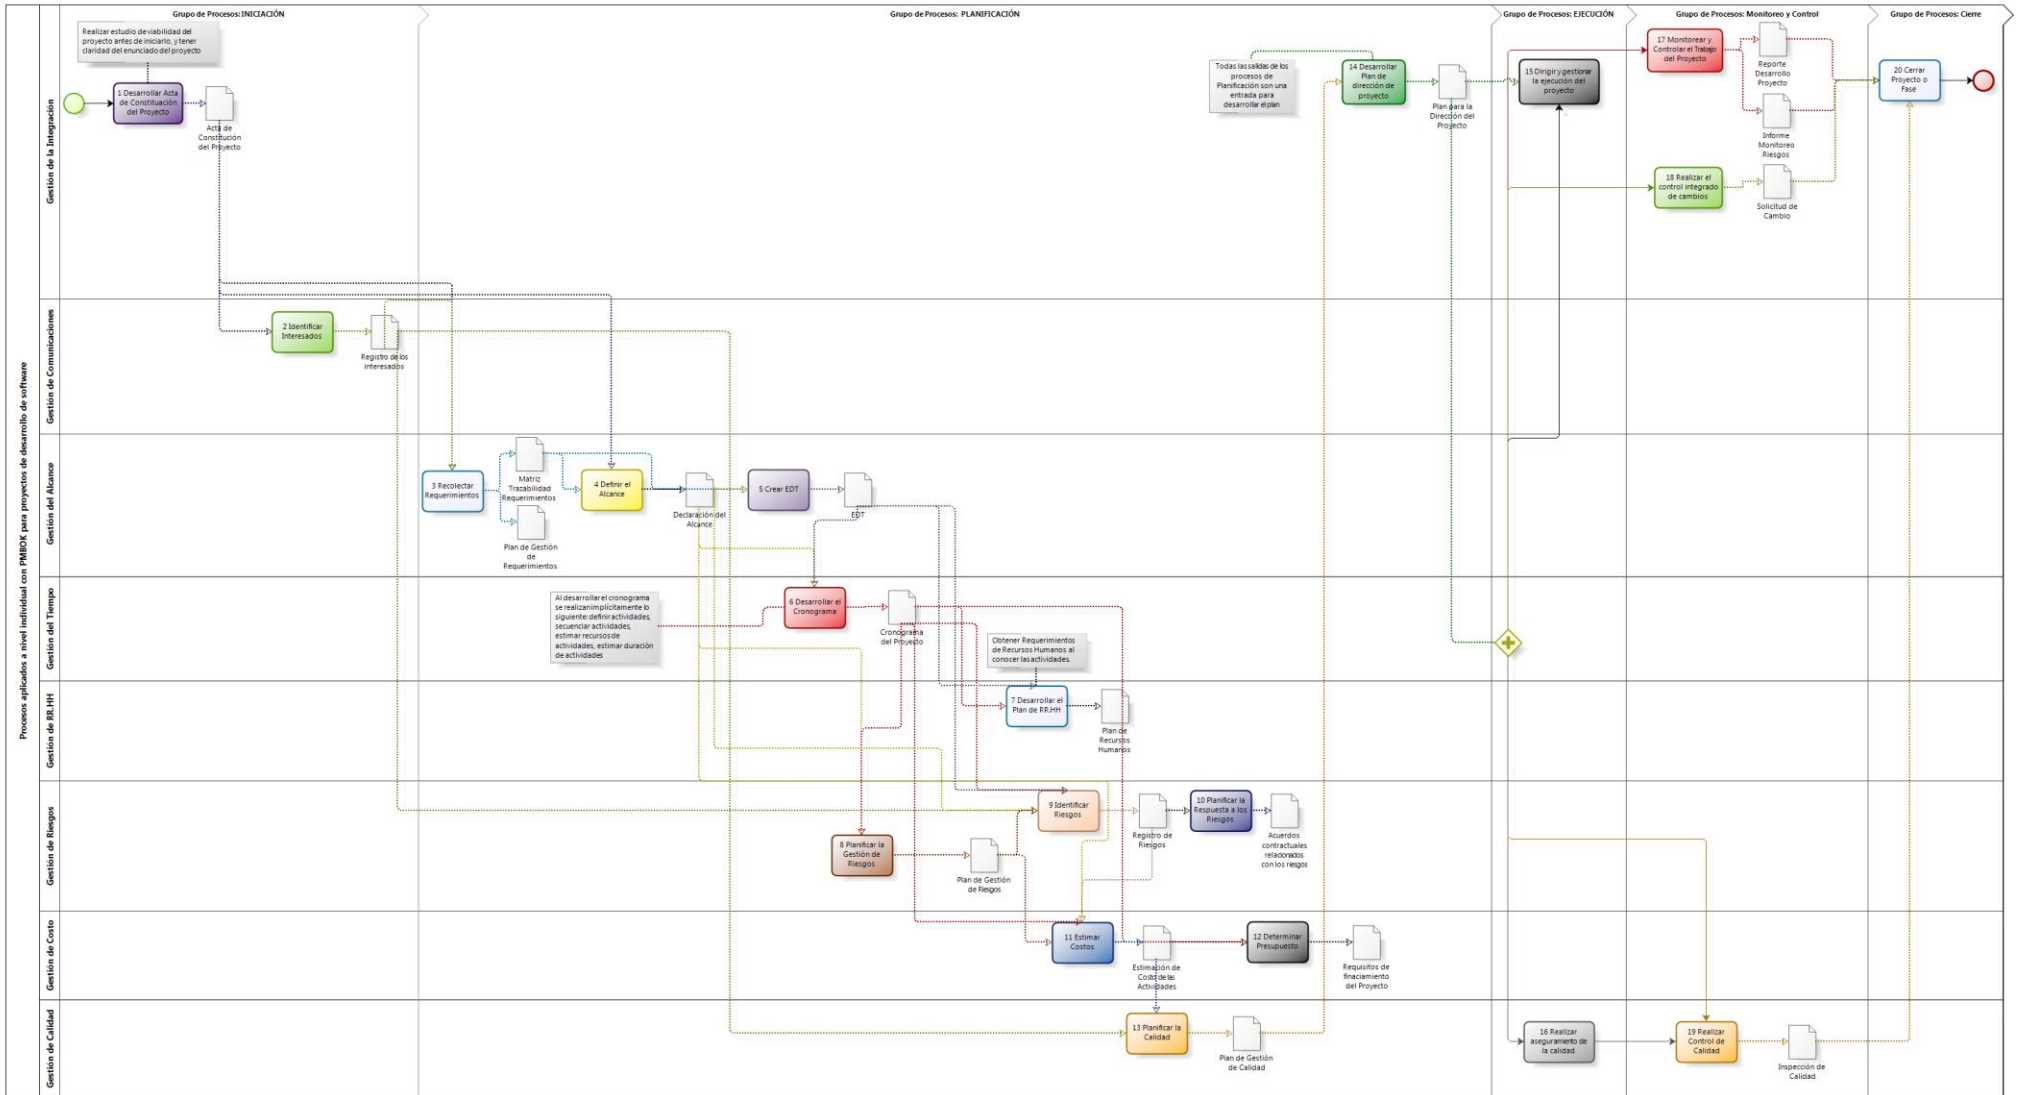 Procesos aplicados a nivel individual con PMBOK para proyectos de desarrollo de software
Grupo de Procesos: INICIACIÓN
Grupo de Procesos: PLANIFICACIÓN
Grupo de Procesos: EJECUCIÓN
Grupo de Procesos: Monitoreo y Control
Grupo de Procesos: Cierre
Gestión de la Integración
Realizar estudio de viabilidad del
proyecto antes de iniciarlo, y tener
claridad del enunciado del proyecto
1 Desarrollar Acta
de Constituación
del Proyecto
Acta de
Constitución
del Proyecto
Todas las salidas de los
procesos de
Planificación son una
entrada para
desarrollar el plan
14 Desarrollar
Plan de
dirección de
proyecto
Plan para la
Dirección del
Proyecto
15 Dirigir y gestionar
la ejecución del
proyecto
17 Monitorear y
Controlar el Trabajo
del Proyecto
Reporte
Desarrollo
Proyecto
Informe
Monitoreo
Riesgos
18 Realizar el
control integrado
de cambios
Solicitud de
Cambio
20 Cerrar
Proyecto o
Fase
Gestión de Comunicaciones
2 Identificar
Interesados
Registro de los
interesados
Gestión del Alcance
3 Recolectar
Requerimientos
Matriz
Trazabilidad
Requerimientos
Plan de Gestión
de
Requerimientos
4 Definir el
Alcance
Declaración del
Alcance
5 Crear EDT
EDT
Gestión del Tiempo
Al desarrollar el cronograma
se realizan implícitamente lo
siguiente: definir actividades,
secuenciar actividades,
estimar recursos de
actividades, estimar duración
de actividades
6 Desarrollar el
Cronograma
Cronograma
del Proyecto
Obtener Requerimientos
de Recursos Humanos al
conocer las actividades.
Gestión de RR.HH
7 Desarrollar el
Plan de RR.HH
Plan de
Recursos
Humanos
Gestión de Riesgos
8 Planificar la
Gestión de
Riesgos
Plan de Gestión
de Riesgos
9 Identificar
Riesgos
Registro de
Riesgos
10 Planificar la
Respuesta a los
Riesgos
Acuerdos
contractuales
relacionados
con los riesgos
Gestión de Costo
11 Estimar
Costos
Estimación de
Costo de las
Actividades
12 Determinar
Presupuesto
Requisitos de
finaciamiento
del Proyecto
Gestión de Calidad
13 Planificar la
Calidad
Plan de Gestión
de Calidad
16 Realizar
aseguramiento de
la calidad
19 Realizar
Control de
Calidad
Inspección de
Calidad